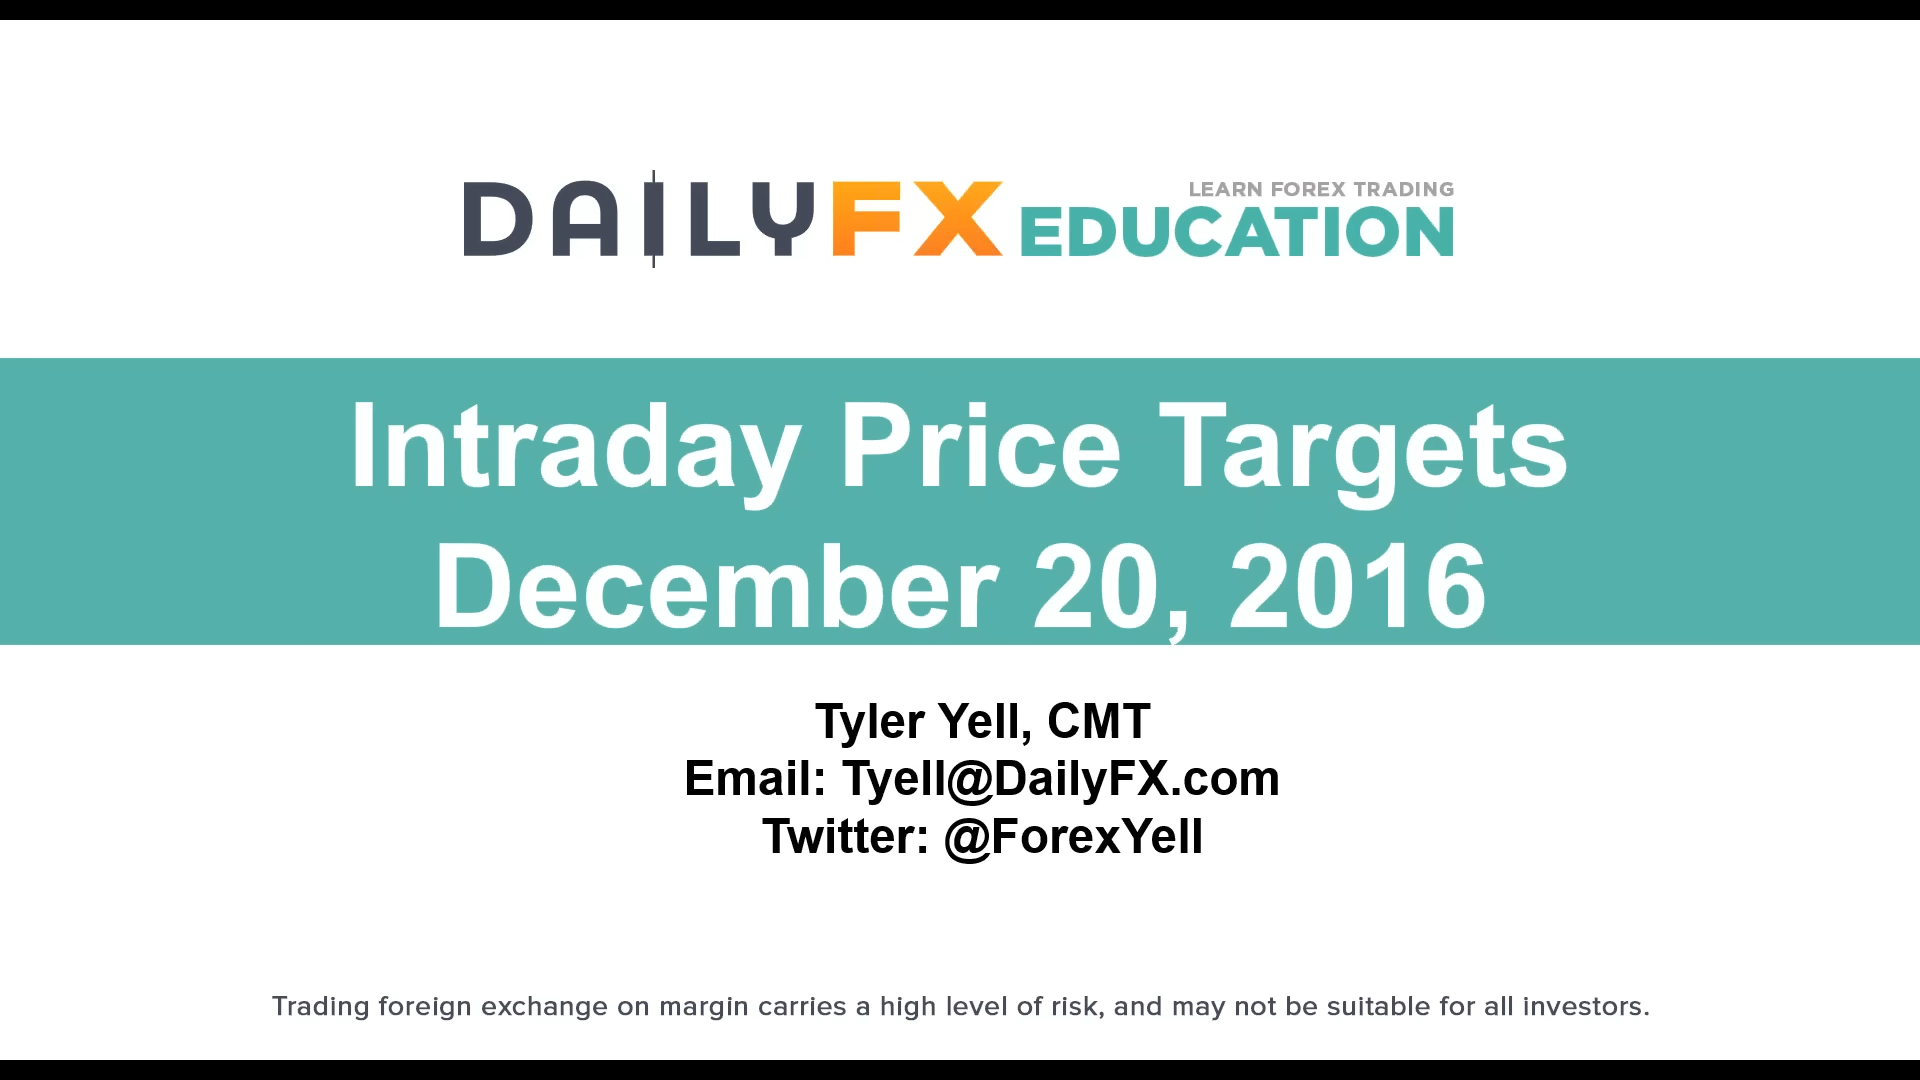 DAILYFX
LEARN FOREX TRADING
EDUCATION
Intraday Price Targets
December 20, 2016
Tyler Yell, CMT
Email: Tyell@DailyFX.com
Twitter: @ForexYell
Trading foreign exchange on margin carries a high level of risk, and may not be suitable for all investors.